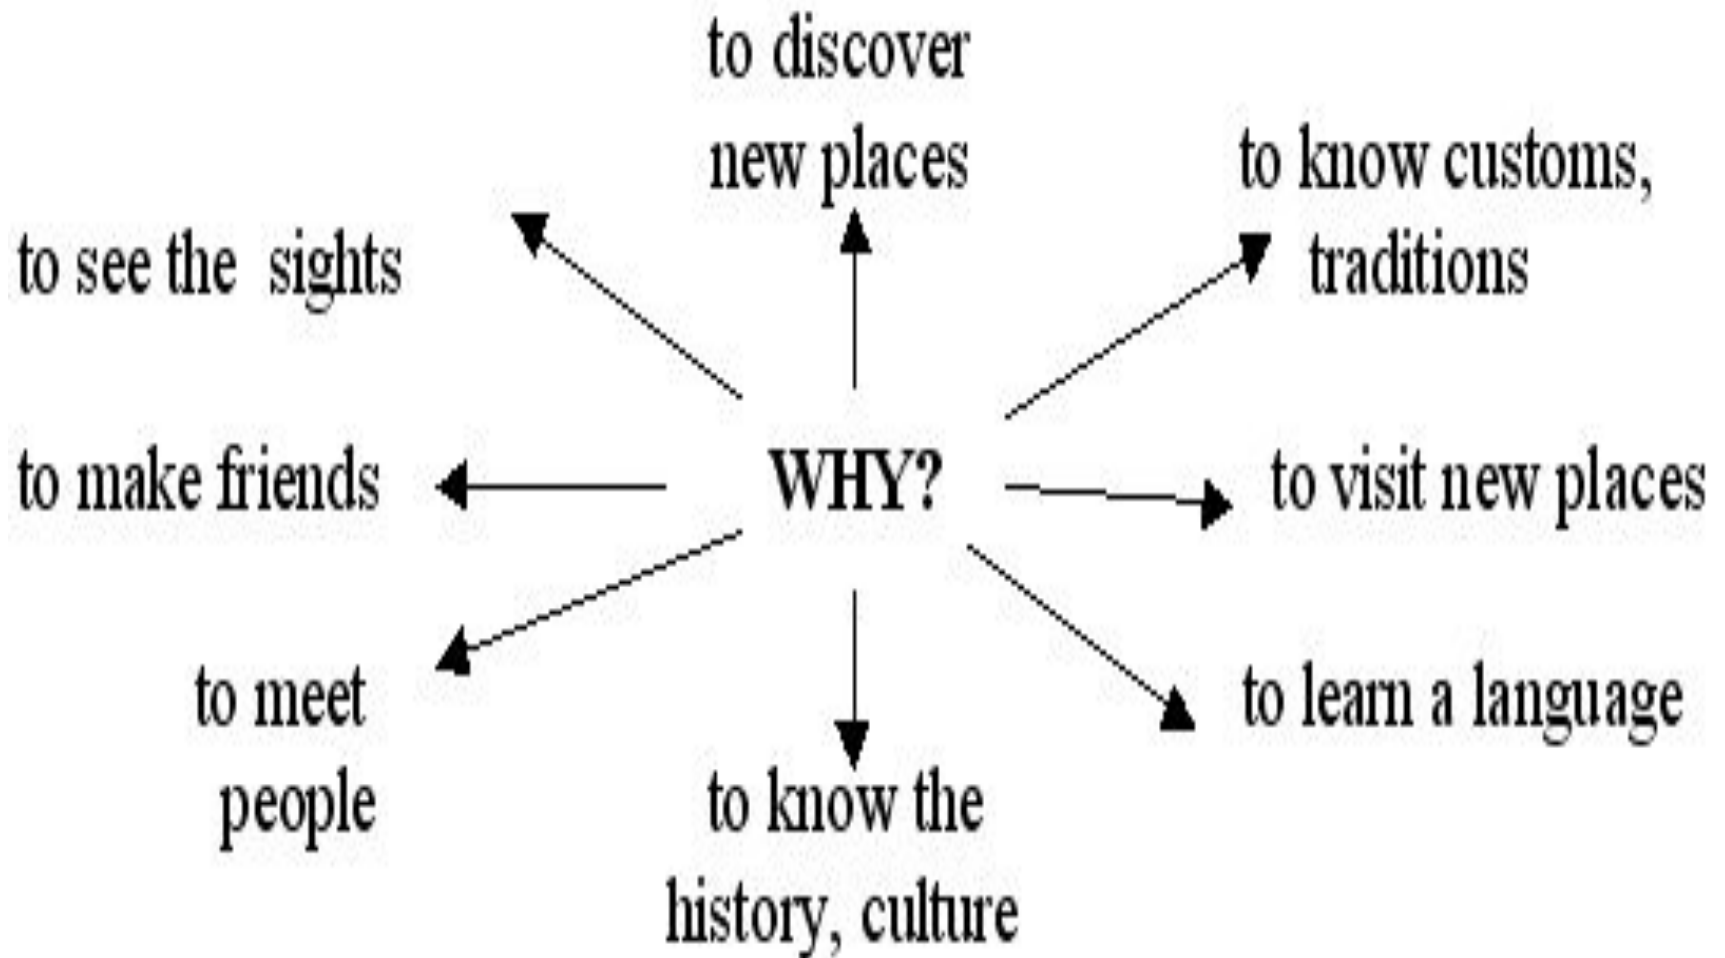 to discover
new places
to know customs,
traditions
to see the sights
to make friends
WHY?
to visit new places
to meet
people
to learn a language
to know the
history, culture